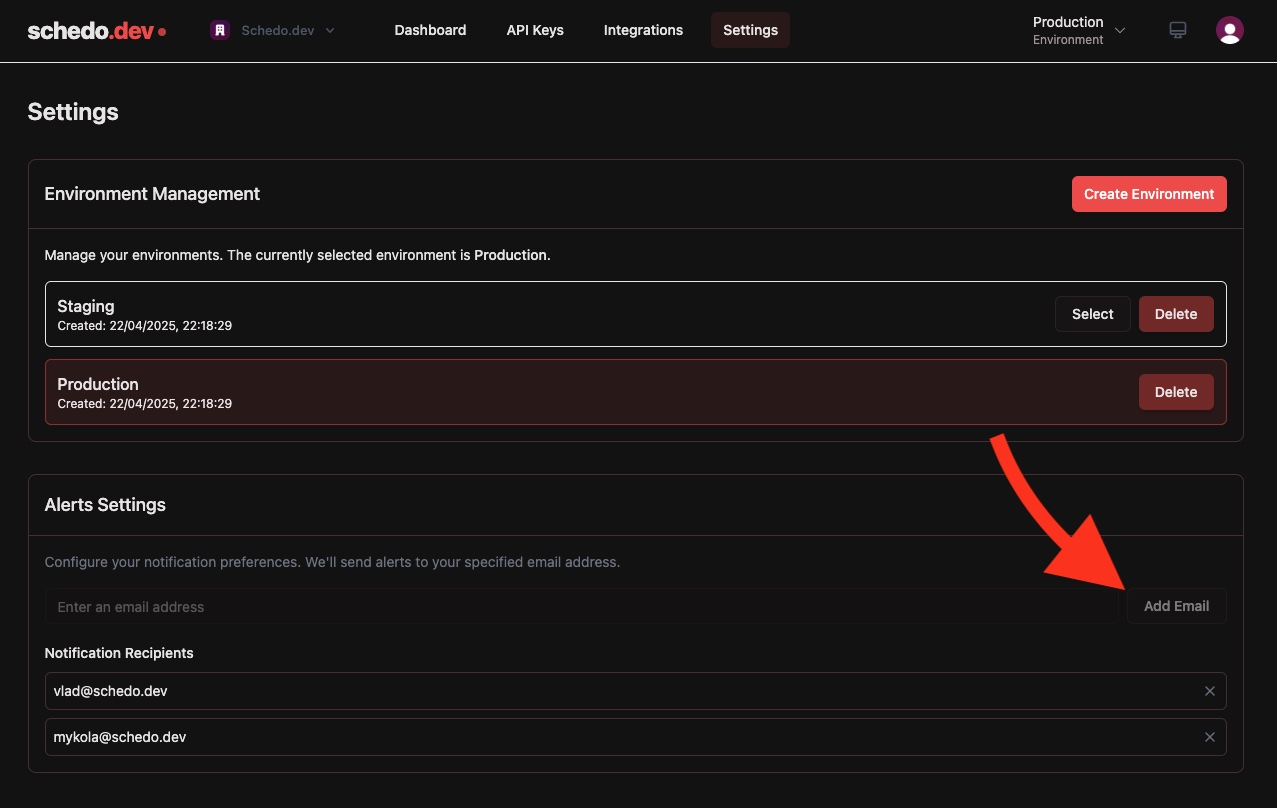 schedo.dev
Schedo.dev
Dashboard
API Keys
Integrations
Settings
Production
Environment
Settings
Environment Management
Create Environment
Manage your environments. The currently selected environment is Production.
Staging
Created: 22/04/2025, 22:18:29
Select
Delete
Production
Created: 22/04/2025, 22:18:29
Delete
Alerts Settings
Configure your notification preferences. We'll send alerts to your specified email address.
Enter an email address
Add Email
Notification Recipients
vlad@schedo.dev
mykola@schedo.dev